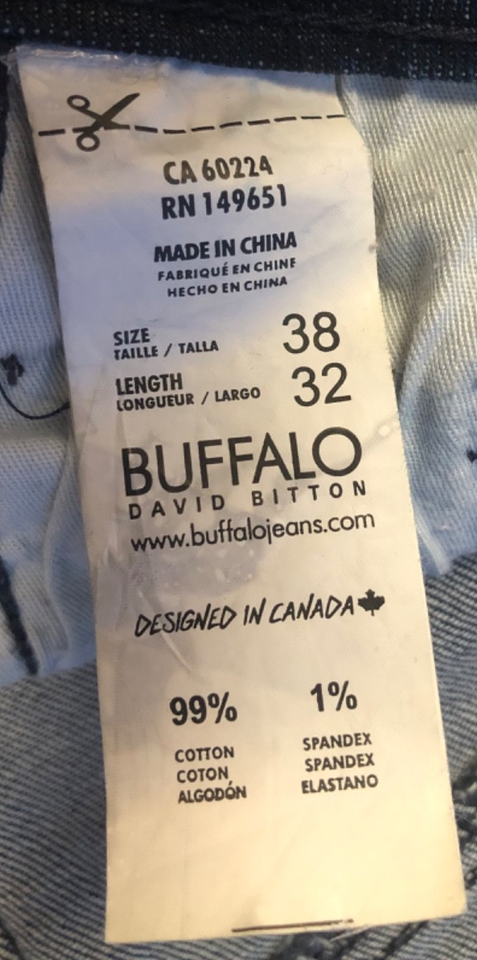 CA 60224
RN 149651
MADE IN CHINA
FABRIQUÉ EN CHINE
HECHO EN CHINA
SIZE 38
TAILLE / TALLA
LENGTH 32
LONGUEUR / LARGO
BUFFALO
DAVID BITTON
www.buffalojeans.com
DESIGNED IN CANADA
99% 1%
COTTON SPANDEX
COTON SPANDEX
ALGODÓN ELASTANO